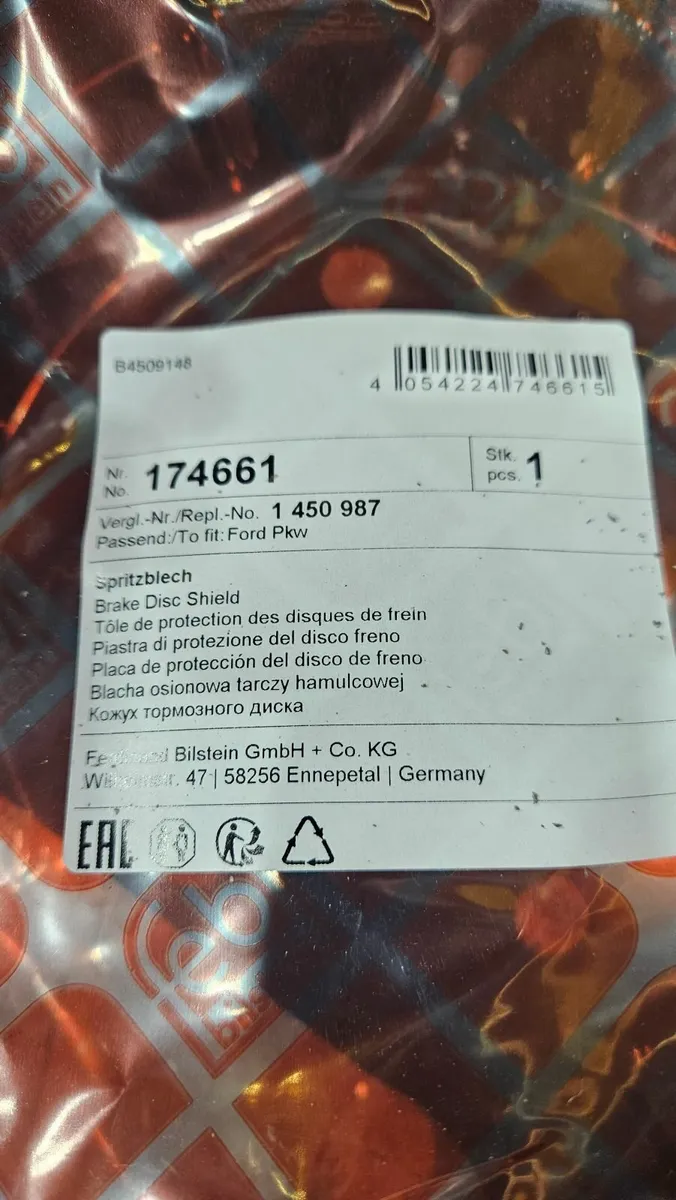 B4509148
4 054224 746615
Nr. No. 174661
Stk. pcs. 1
Vergl.-Nr./Repl.-No. 1 450 987
Passend:/To fit: Ford Pkw
Spritzblech
Brake Disc Shield
Tôle de protection des disques de frein
Piastra di protezione del disco freno
Placa de protección del disco de freno
Blacha osionowa tarczy hamulcowej
Кожух тормозного диска
Bilstein GmbH + Co. KG
47 | 58256 Ennepetal | Germany
EAC
feb